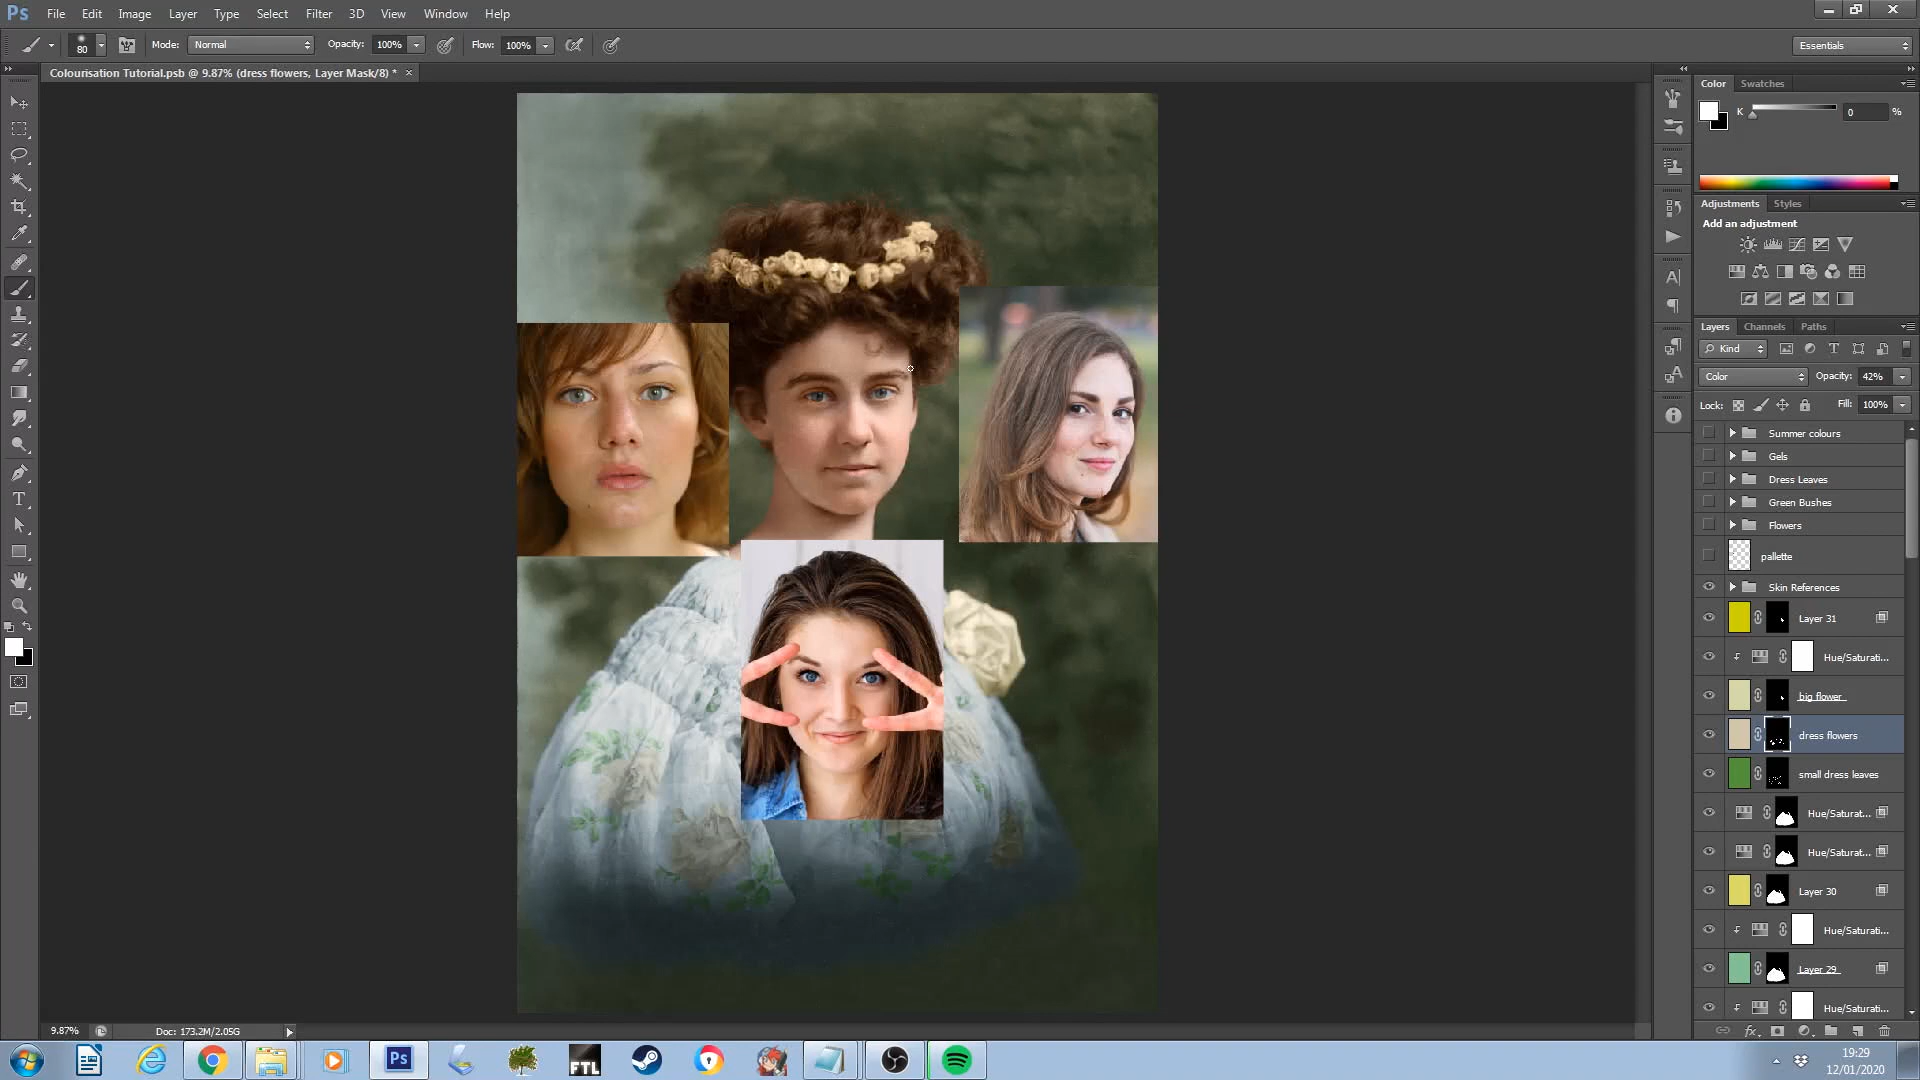 Ps File Edit Image Layer Type Select Filter 3D View Window Help
80 Mode: Normal Opacity: 100% Flow: 100% Essentials
Colourisation Tutorial.psb @ 9.87% (dress flowers, Layer Mask/8) * ×
Color Swatches
K 0 %
Adjustments Styles
Add an adjustment
Layers Channels Paths
Kind
Color Opacity: 42%
Lock: Fill: 100%
Summer colours
Gels
Dress Leaves
Green Bushes
Flowers
pallette
Skin References
Layer 31
Hue/Saturati...
big flower
dress flowers
small dress leaves
Hue/Saturat...
Hue/Saturat...
Layer 30
Hue/Saturati...
Layer 29
Hue/Saturati...
9.87% Doc: 173.2M/2.05G
Ps FTL
19:29
12/01/2020